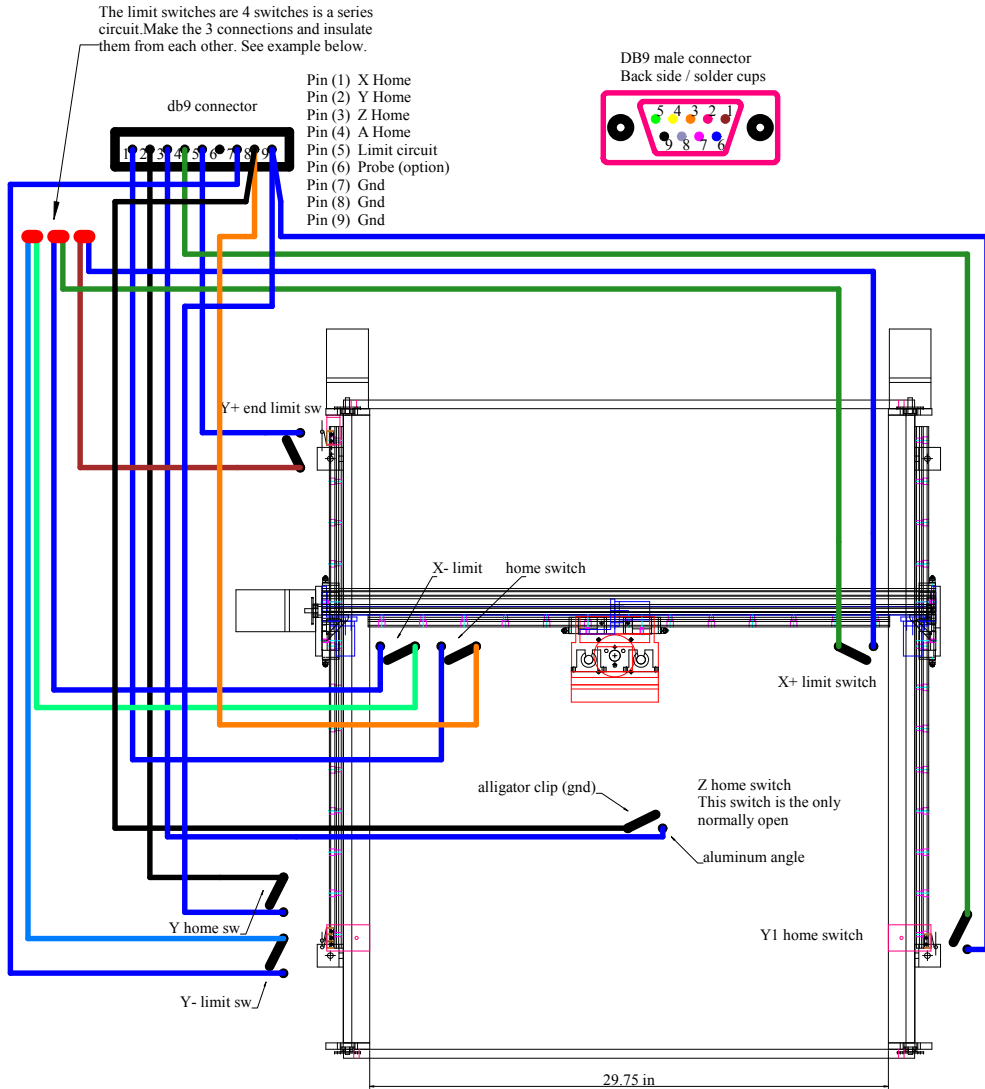 The limit switches are 4 switches is a series
circuit.Make the 3 connections and insulate
them from each other. See example below.
DB9 male connector
Back side / solder cups
5 4 3 2 1
9 8 7 6
db9 connector
1 2 3 4 5 6 7 8 9
Pin (1) X Home
Pin (2) Y Home
Pin (3) Z Home
Pin (4) A Home
Pin (5) Limit circuit
Pin (6) Probe (option)
Pin (7) Gnd
Pin (8) Gnd
Pin (9) Gnd
Y+ end limit sw
X- limit
home switch
X+ limit switch
alligator clip (gnd)
Z home switch
This switch is the only
normally open
aluminum angle
Y home sw
Y1 home switch
Y- limit sw
29.75 in